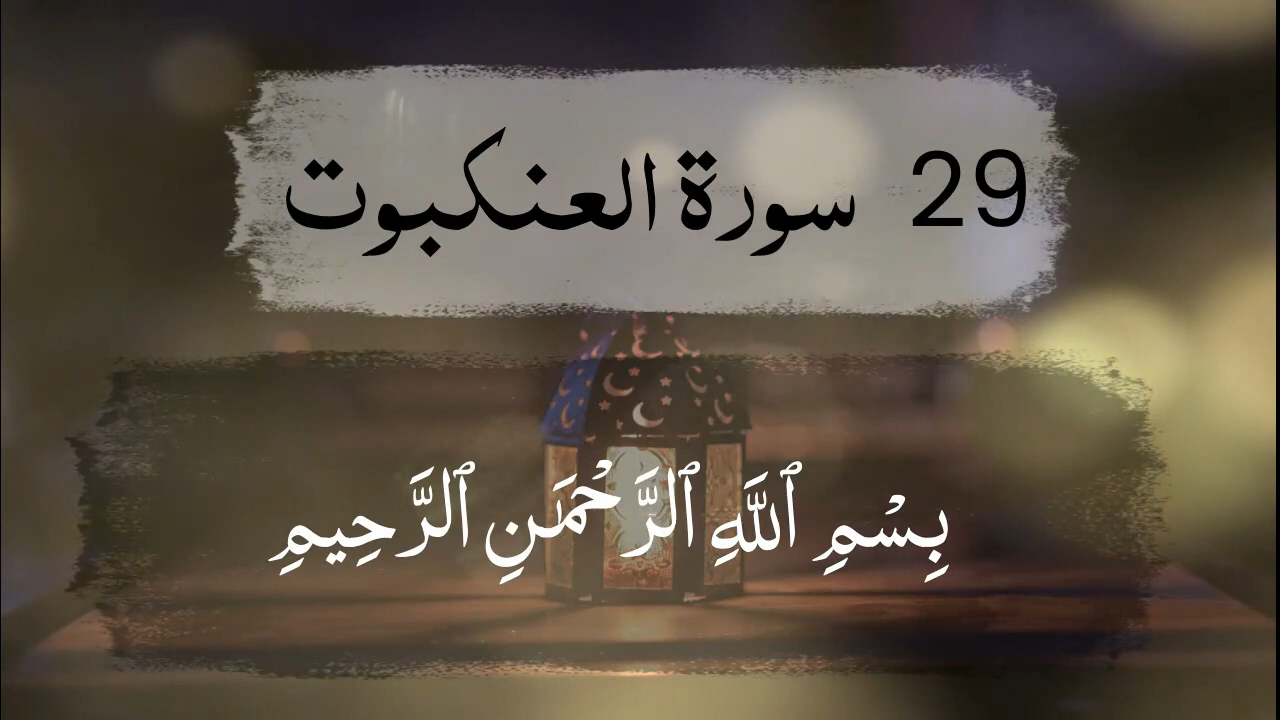 29 سورة العنكبوت
بِسْمِ ٱللَّهِ ٱلرَّحْمَنِ ٱلرَّحِيمِ